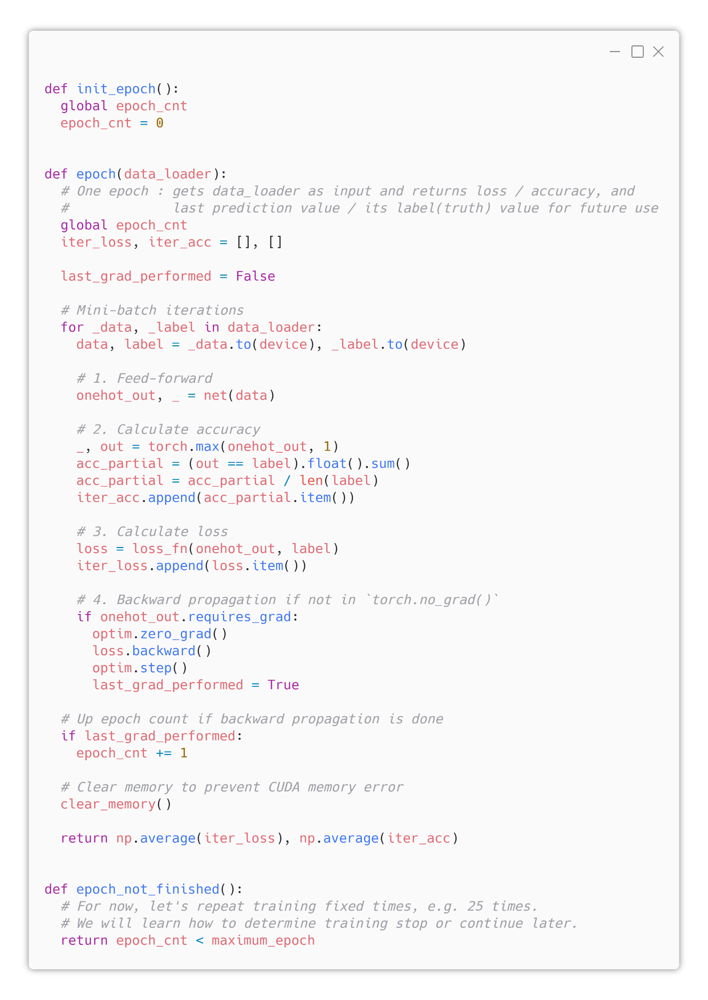 def init_epoch():
  global epoch_cnt
  epoch_cnt = 0


def epoch(data_loader):
  # One epoch : gets data_loader as input and returns loss / accuracy, and
  #             last prediction value / its label(truth) value for future use
  global epoch_cnt
  iter_loss, iter_acc = [], []

  last_grad_performed = False

  # Mini-batch iterations
  for _data, _label in data_loader:
    data, label = _data.to(device), _label.to(device)

    # 1. Feed-forward
    onehot_out, _ = net(data)

    # 2. Calculate accuracy
    _, out = torch.max(onehot_out, 1)
    acc_partial = (out == label).float().sum()
    acc_partial = acc_partial / len(label)
    iter_acc.append(acc_partial.item())

    # 3. Calculate loss
    loss = loss_fn(onehot_out, label)
    iter_loss.append(loss.item())

    # 4. Backward propagation if not in `torch.no_grad()`
    if onehot_out.requires_grad:
      optim.zero_grad()
      loss.backward()
      optim.step()
      last_grad_performed = True

  # Up epoch count if backward propagation is done
  if last_grad_performed:
    epoch_cnt += 1

  # Clear memory to prevent CUDA memory error
  clear_memory()

  return np.average(iter_loss), np.average(iter_acc)


def epoch_not_finished():
  # For now, let's repeat training fixed times, e.g. 25 times.
  # We will learn how to determine training stop or continue later.
  return epoch_cnt < maximum_epoch